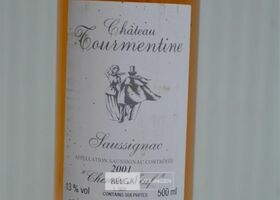 Château
Tourmentine
Saussignac
APPELLATION SAUSSIGNAC CONTRÔLÉE
2001
13 % vol
CONTAINS SULPHITES
500 ml